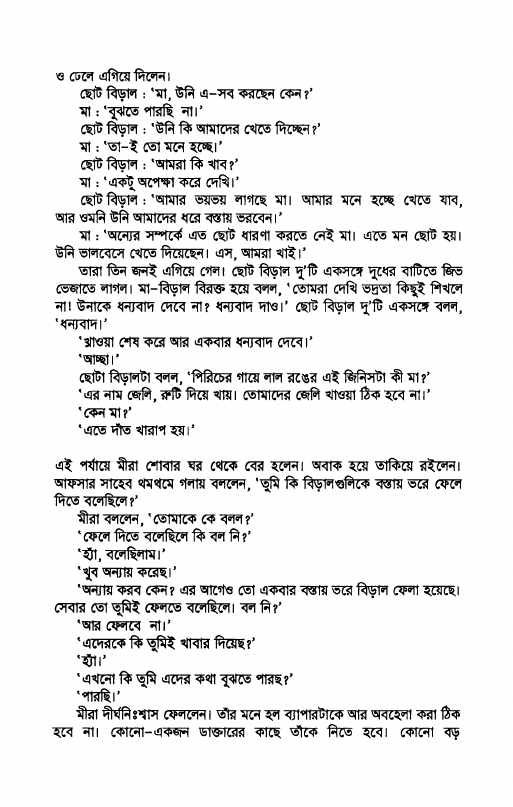 ও ঢেলে এগিয়ে দিলেন।
ছোট বিড়াল : ‘মা, উনি এ-সব করছেন কেন?’
মা : ‘বুঝতে পারছি না।’
ছোট বিড়াল : ‘উনি কি আমাদের খেতে দিচ্ছেন?’
মা : ‘তা-ই তো মনে হচ্ছে।’
ছোট বিড়াল : ‘আমরা কি খাব?’
মা : ‘একটু অপেক্ষা করে দেখি।’
ছোট বিড়াল : ‘আমার ভয়ভয় লাগছে মা। আমার মনে হচ্ছে খেতে যাব,
আর ওমনি উনি আমাদের ধরে বস্তায় ভরবেন।’
মা : ‘অন্যের সম্পর্কে এত ছোট ধারণা করতে নেই মা। এতে মন ছোট হয়।
উনি ভালবেসে খেতে দিয়েছেন। এস, আমরা খাই।’
তারা তিন জনই এগিয়ে গেল। ছোট বিড়াল দু’টি একসঙ্গে দুধের বাটিতে জিভ
ভেজাতে লাগল। মা-বিড়াল বিরক্ত হয়ে বলল, ‘তোমরা দেখি ভদ্রতা কিছুই শিখলে
না! উনাকে ধন্যবাদ দেবে না? ধন্যবাদ দাও।’ ছোট বিড়াল দু’টি একসঙ্গে বলল,
‘ধন্যবাদ।’
‘খাওয়া শেষ করে আর একবার ধন্যবাদ দেবে।’
‘আচ্ছা।’
ছোটা বিড়ালটা বলল, ‘পিরিচের গায়ে লাল রঙের এই জিনিসটা কী মা?’
‘এর নাম জেলি, রুটি দিয়ে খায়। তোমাদের জেলি খাওয়া ঠিক হবে না।’
‘কেন মা?’
‘এতে দাঁত খারাপ হয়।’
এই পর্যায়ে মীরা শোবার ঘর থেকে বের হলেন। অবাক হয়ে তাকিয়ে রইলেন।
আফসার সাহেব থমথমে গলায় বললেন, ‘তুমি কি বিড়ালগুলিকে বস্তায় ভরে ফেলে
দিতে বলেছিলে?’
মীরা বললেন, ‘তোমাকে কে বলল?’
‘ফেলে দিতে বলেছিলে কি বল নি?’
‘হ্যাঁ, বলেছিলাম।’
‘খুব অন্যায় করেছ।’
‘অন্যায় করব কেন? এর আগেও তো একবার বস্তায় ভরে বিড়াল ফেলা হয়েছে।
সেবার তো তুমিই ফেলতে বলেছিলে। বল নি?’
‘আর ফেলবে না।’
‘এদেরকে কি তুমিই খাবার দিয়েছ?’
‘হ্যাঁ।’
‘এখনো কি তুমি এদের কথা বুঝতে পারছ?’
‘পারছি।’
মীরা দীর্ঘনিঃশ্বাস ফেললেন। তাঁর মনে হল ব্যাপারটাকে আর অবহেলা করা ঠিক
হবে না। কোনো-একজন ডাক্তারের কাছে তাঁকে নিতে হবে। কোনো বড়